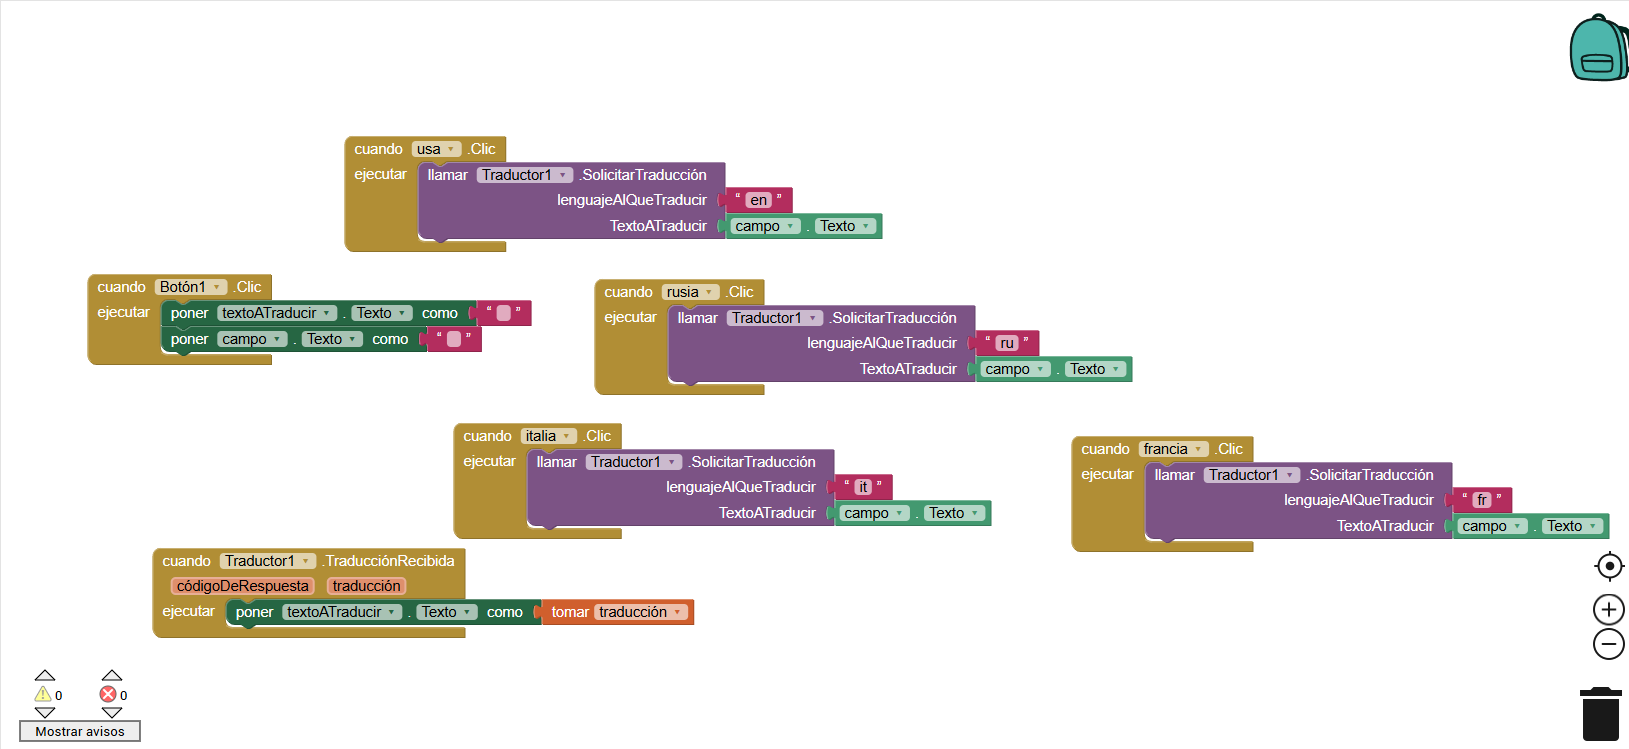 cuando usa .Clic
ejecutar llamar Traductor1 .SolicitarTraducción
lenguajeAlQueTraducir “ en ”
TextoATraducir campo . Texto
cuando Botón1 .Clic
ejecutar poner textoATraducir . Texto como “ ”
poner campo . Texto como “ ”
cuando rusia .Clic
ejecutar llamar Traductor1 .SolicitarTraducción
lenguajeAlQueTraducir “ ru ”
TextoATraducir campo . Texto
cuando italia .Clic
ejecutar llamar Traductor1 .SolicitarTraducción
lenguajeAlQueTraducir “ it ”
TextoATraducir campo . Texto
cuando francia .Clic
ejecutar llamar Traductor1 .SolicitarTraducción
lenguajeAlQueTraducir “ fr ”
TextoATraducir campo . Texto
cuando Traductor1 .TraducciónRecibida
códigoDeRespuesta traducción
ejecutar poner textoATraducir . Texto como tomar traducción
0 0
Mostrar avisos